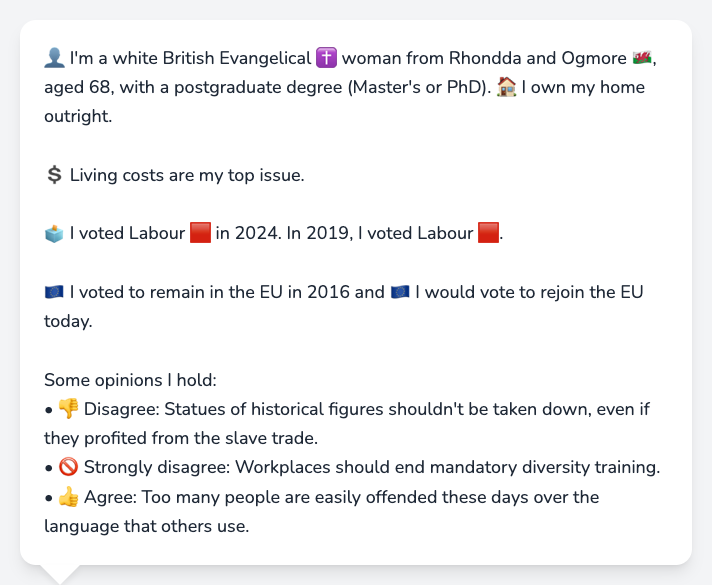 👤 I'm a white British Evangelical ✝️ woman from Rhondda and Ogmore 🏴󠁧󠁢󠁷󠁬󠁳󠁿,
aged 68, with a postgraduate degree (Master's or PhD). 🏠 I own my home
outright.
💲 Living costs are my top issue.
🗳️ I voted Labour 🟥 in 2024. In 2019, I voted Labour 🟥.
🇪🇺 I voted to remain in the EU in 2016 and 🇪🇺 I would vote to rejoin the EU
today.
Some opinions I hold:
• 👎 Disagree: Statues of historical figures shouldn't be taken down, even if
they profited from the slave trade.
• 🚫 Strongly disagree: Workplaces should end mandatory diversity training.
• 👍 Agree: Too many people are easily offended these days over the
language that others use.